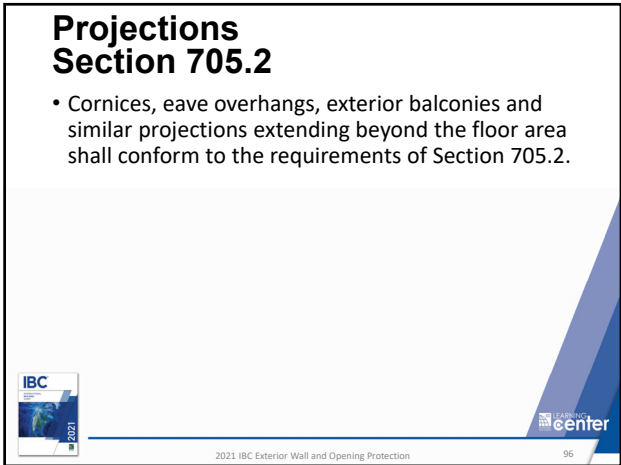 Projections
Section 705.2
• Cornices, eave overhangs, exterior balconies and
similar projections extending beyond the floor area
shall conform to the requirements of Section 705.2.
IBC
2021
LEARNING
center
2021 IBC Exterior Wall and Opening Protection
96